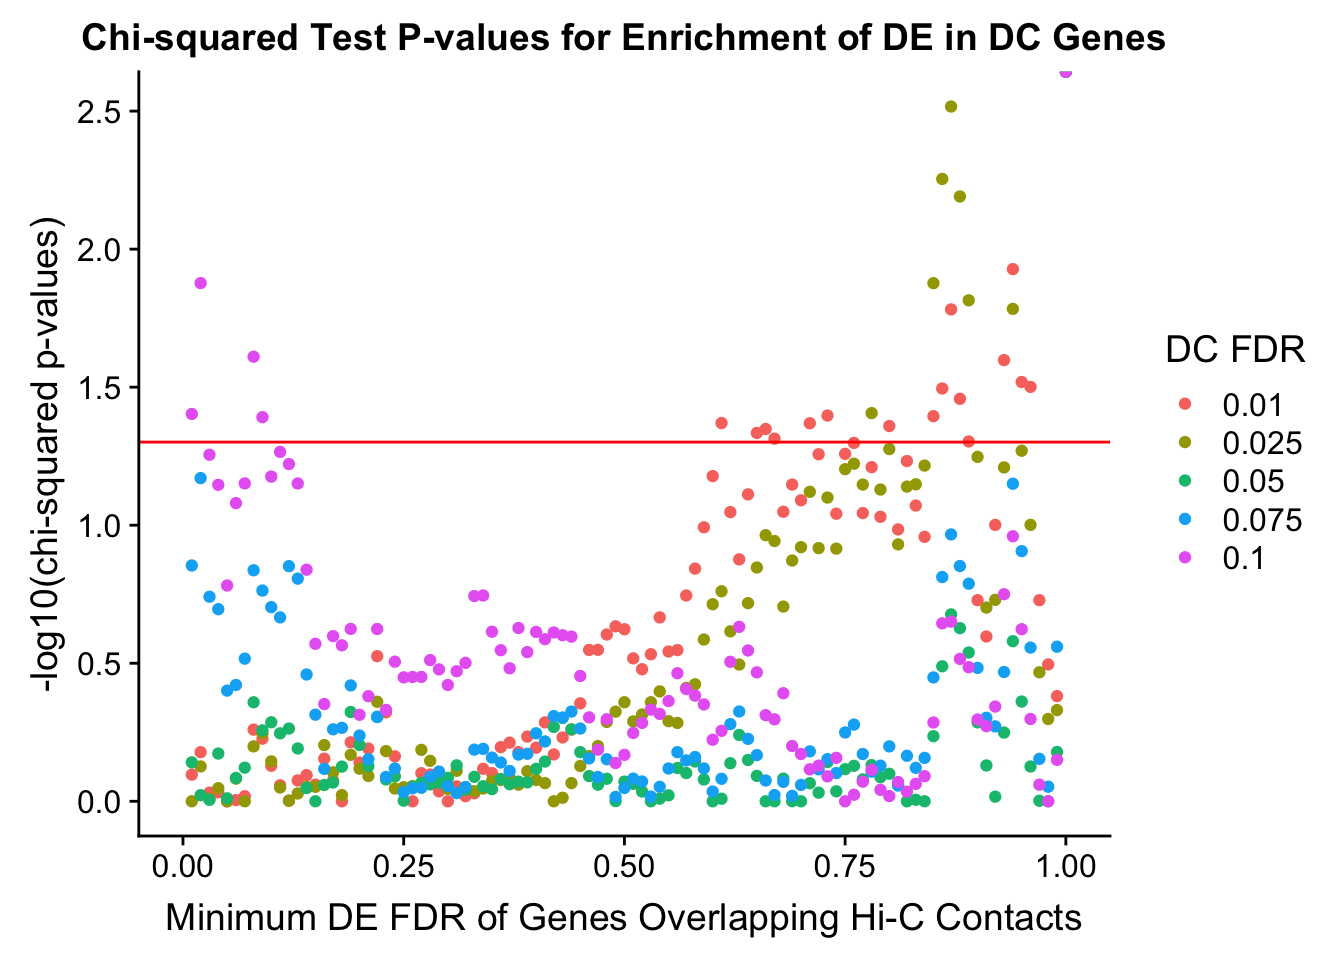 Chi-squared Test P-values for Enrichment of DE in DC Genes
-log10(chi-squared p-values)
2.5
2.0
1.5
1.0
0.5
0.0
0.00 0.25 0.50 0.75 1.00
Minimum DE FDR of Genes Overlapping Hi-C Contacts
DC FDR
0.01
0.025
0.05
0.075
0.1